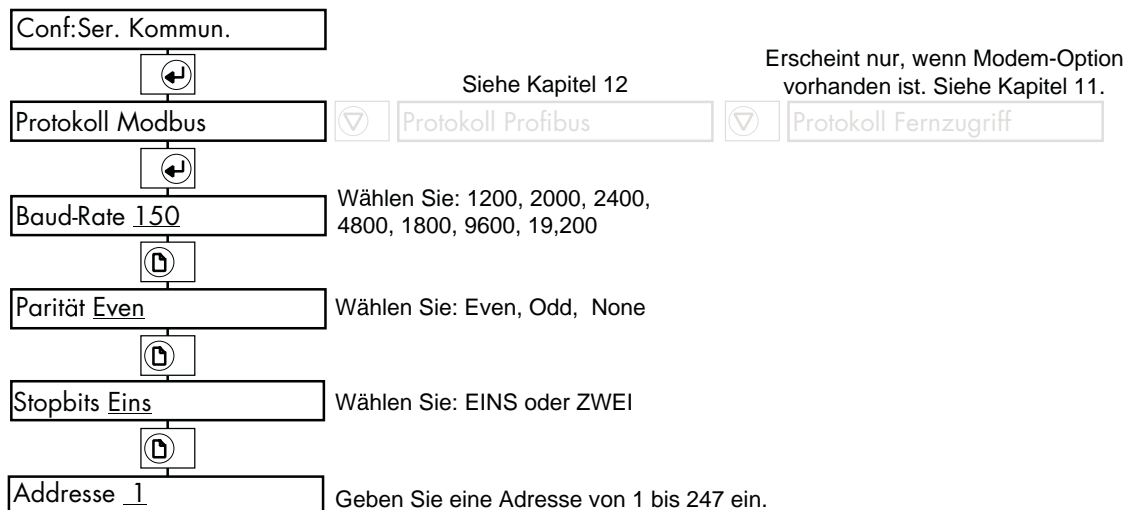 Conf:Ser. Kommun.
Siehe Kapitel 12
Erscheint nur, wenn Modem-Option
vorhanden ist. Siehe Kapitel 11.
Protokoll Modbus
Protokoll Profibus
Protokoll Fernzugriff
Baud-Rate 150
Wählen Sie: 1200, 2000, 2400,
4800, 1800, 9600, 19,200
Parität Even
Wählen Sie: Even, Odd, None
Stopbits Eins
Wählen Sie: EINS oder ZWEI
Addresse 1
Geben Sie eine Adresse von 1 bis 247 ein.